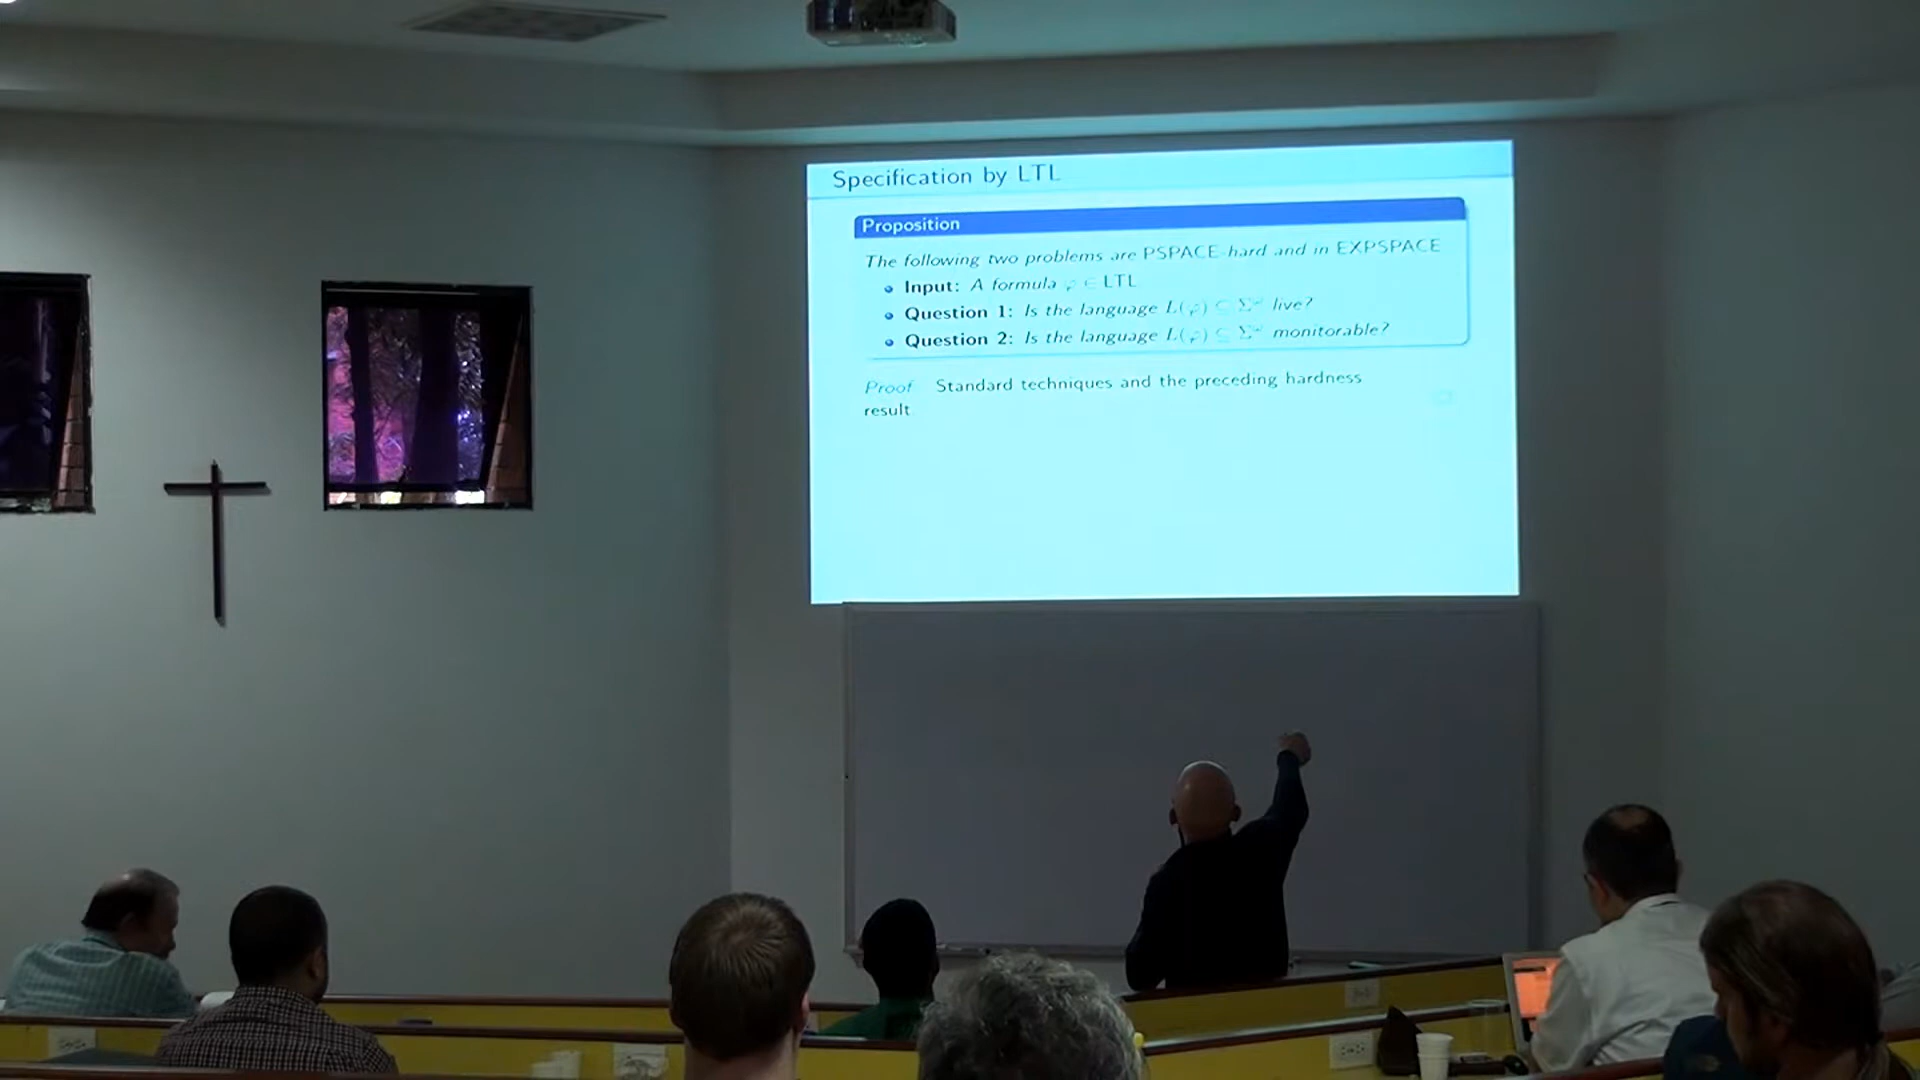 Specification by LTL
Proposition
The following two problems are PSPACE-hard and in EXPSPACE
Input: A formula φ ∈ LTL
Question 1: Is the language L(φ) ⊆ Σ^ω live?
Question 2: Is the language L(φ) ⊆ Σ^ω monitorable?
Proof Standard techniques and the preceding hardness
result